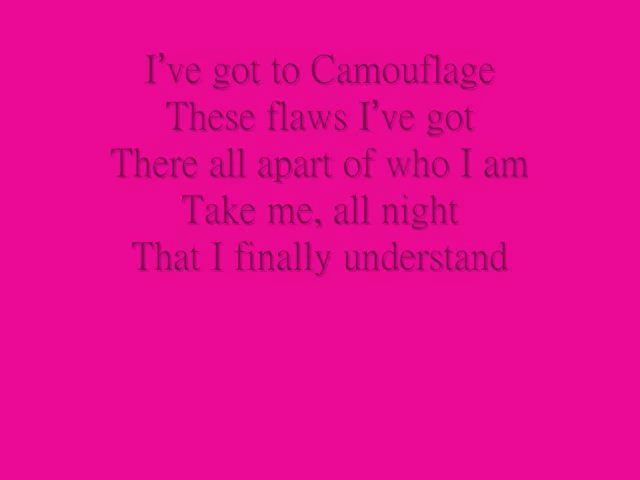 I’ve got to Camouflage
These flaws I’ve got
There all apart of who I am
Take me, all night
That I finally understand